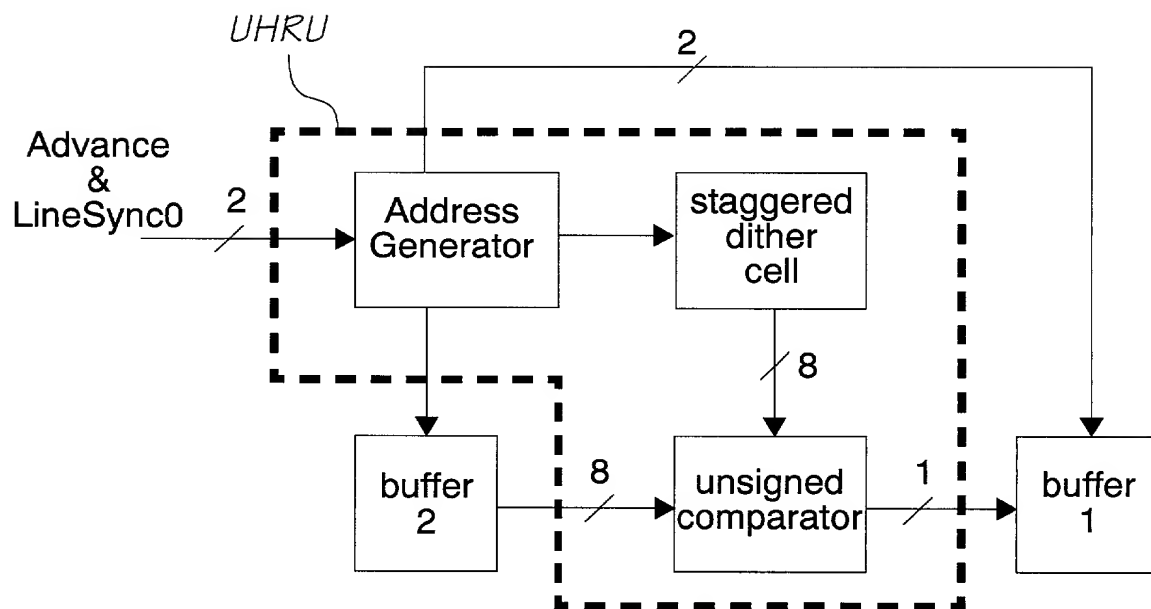 UHRU
2
Advance
&
LineSync0
2
Address
Generator
staggered
dither
cell
8
buffer
2
8
unsigned
comparator
1
buffer
1